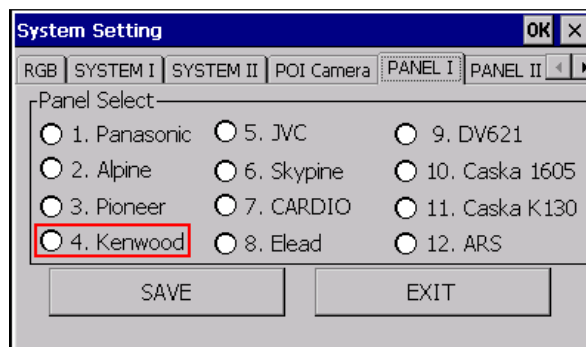 System Setting OK ×
RGB SYSTEM I SYSTEM II POI Camera PANEL I PANEL II
Panel Select
1. Panasonic 5. JVC 9. DV621
2. Alpine 6. Skypine 10. Caska 1605
3. Pioneer 7. CARDIO 11. Caska K130
4. Kenwood 8. Elead 12. ARS
SAVE EXIT